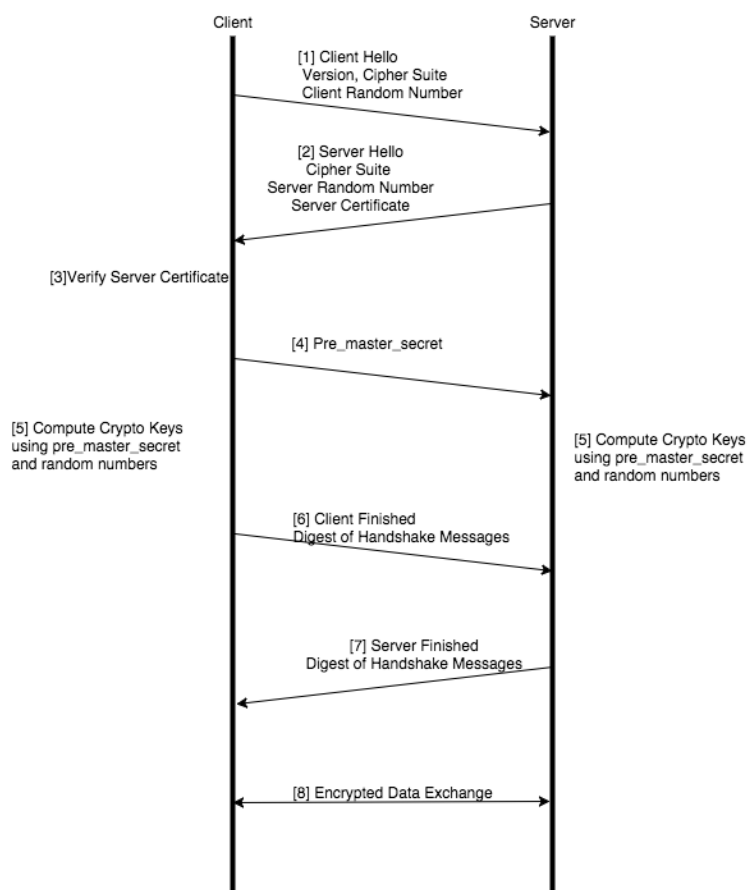 Client
Server
[1] Client Hello
Version, Cipher Suite
Client Random Number
[2] Server Hello
Cipher Suite
Server Random Number
Server Certificate
[3]Verify Server Certificate
[4] Pre_master_secret
[5] Compute Crypto Keys
using pre_master_secret
and random numbers
[5] Compute Crypto Keys
using pre_master_secret
and random numbers
[6] Client Finished
Digest of Handshake Messages
[7] Server Finished
Digest of Handshake Messages
[8] Encrypted Data Exchange